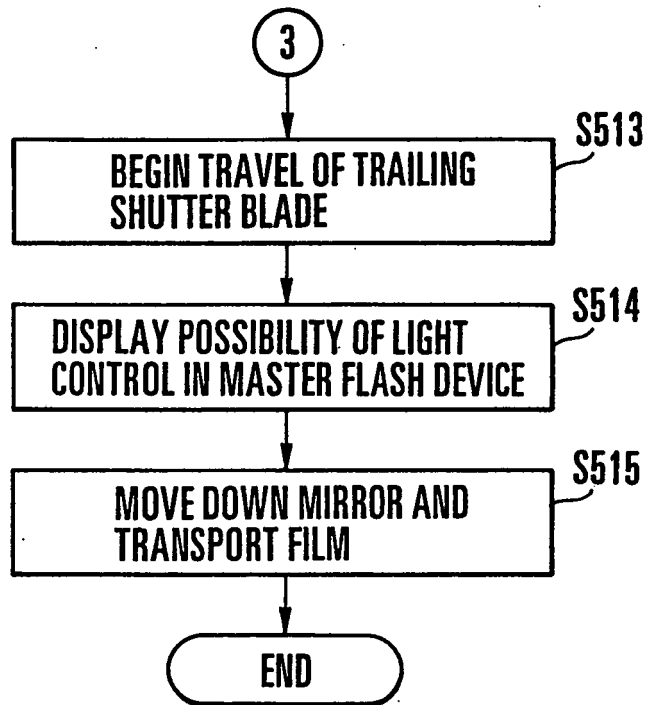 3
S513
BEGIN TRAVEL OF TRAILING
SHUTTER BLADE
S514
DISPLAY POSSIBILITY OF LIGHT
CONTROL IN MASTER FLASH DEVICE
S515
MOVE DOWN MIRROR AND
TRANSPORT FILM
END